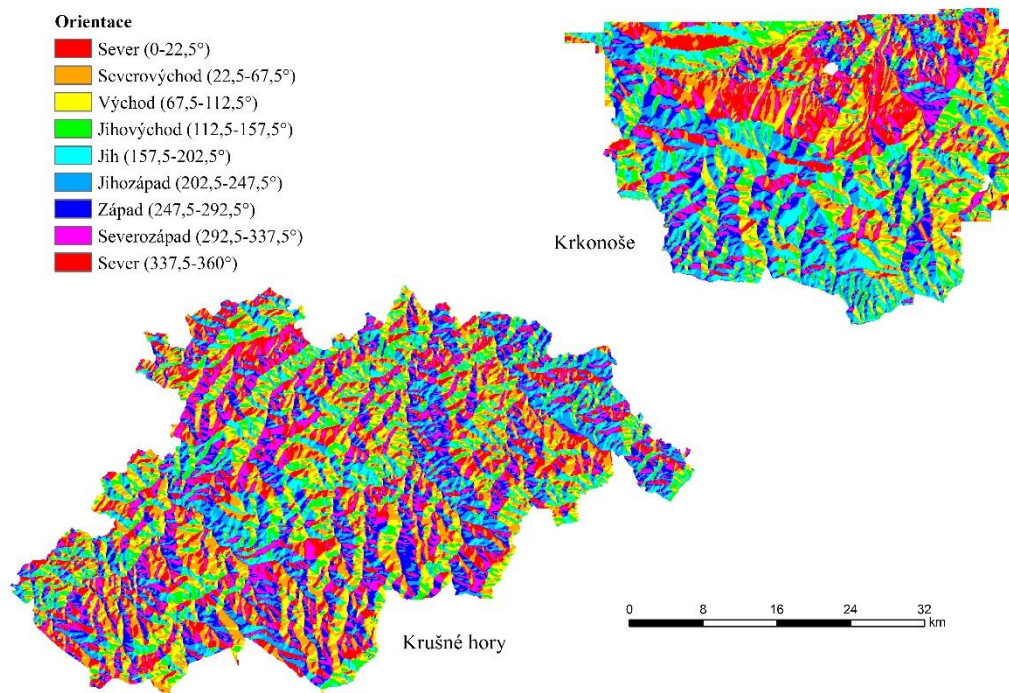 Orientace
Sever (0-22,5°)
Severovýchod (22,5-67,5°)
Východ (67,5-112,5°)
Jihovýchod (112,5-157,5°)
Jih (157,5-202,5°)
Jihozápad (202,5-247,5°)
Západ (247,5-292,5°)
Severozápad (292,5-337,5°)
Sever (337,5-360°)
Krkonoše
Krušné hory
0 8 16 24 32
km